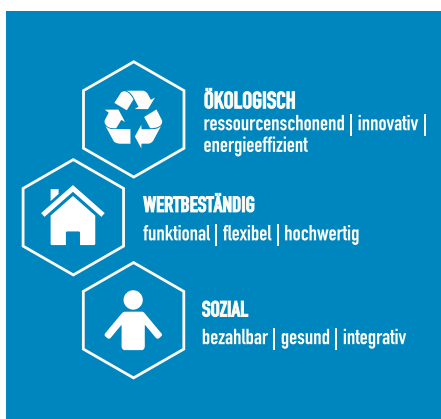 ÖKOLOGISCH
ressourcenschonend | innovativ |
energieeffizient
WERTBESTÄNDIG
funktional | flexibel | hochwertig
SOZIAL
bezahlbar | gesund | integrativ